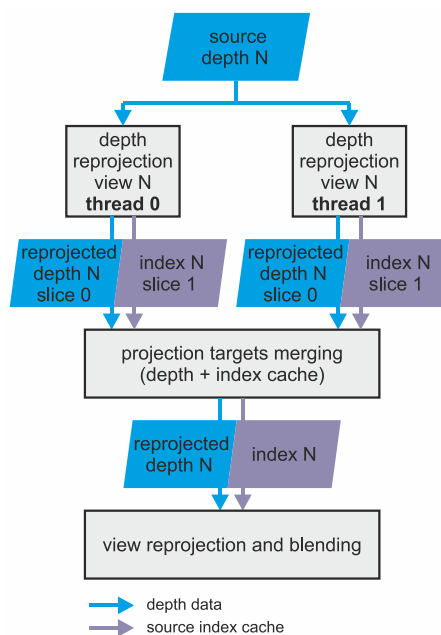 source
depth N
depth
reprojection
view N
thread 0
depth
reprojection
view N
thread 1
reprojected
depth N
slice 0
index N
slice 1
reprojected
depth N
slice 0
index N
slice 1
projection targets merging
(depth + index cache)
reprojected
depth N
index N
view reprojection and blending
depth data
source index cache